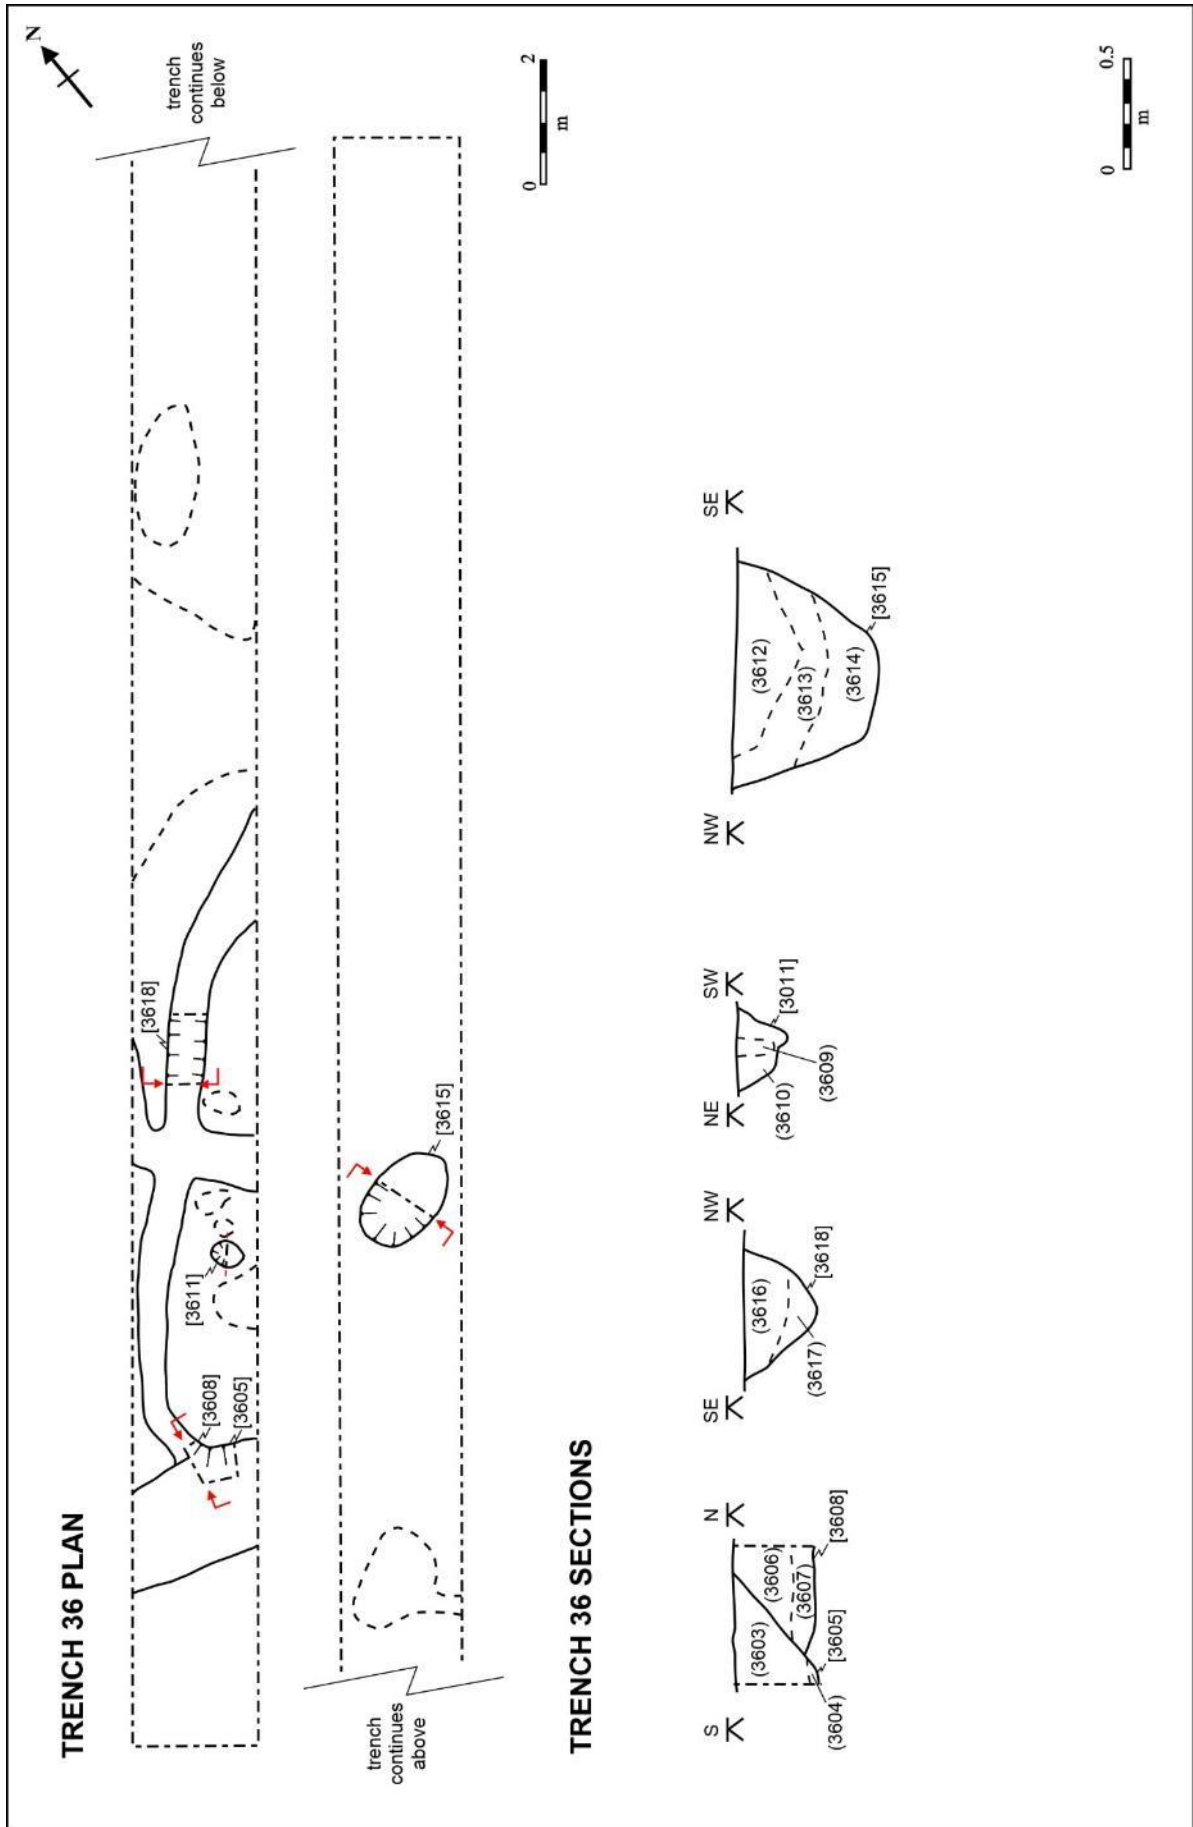 TRENCH 36 PLAN
N
trench
continues
below
[3618]
[3611]
[3608]
[3605]
trench
continues
above
[3615]
0 2
m
TRENCH 36 SECTIONS
S N
(3603)
(3606)
(3607)
(3604)
[3605]
[3608]
SE NW
(3616)
(3617)
[3618]
NE SW
(3610)
(3609)
[3011]
NW SE
(3612)
(3613)
(3614)
[3615]
0 0.5
m